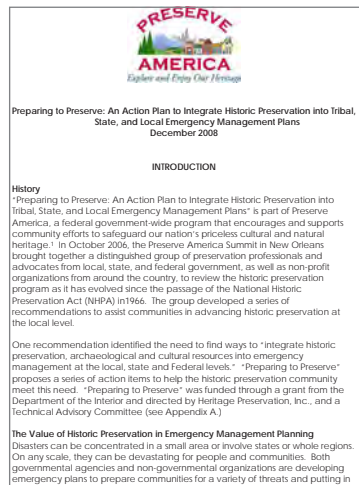 PRESERVE
AMERICA
Explore and Enjoy Our Heritage
Preparing to Preserve: An Action Plan to Integrate Historic Preservation into Tribal,
State, and Local Emergency Management Plans
December 2008
INTRODUCTION
History
"Preparing to Preserve: An Action Plan to Integrate Historic Preservation into
Tribal, State, and Local Emergency Management Plans" is part of Preserve
America, a federal government-wide program that encourages and supports
community efforts to safeguard our nation's priceless cultural and natural
heritage.¹ In October 2006, the Preserve America Summit in New Orleans
brought together a distinguished group of preservation professionals and
advocates from local, state, and federal government, as well as non-profit
organizations from around the country, to review the historic preservation
program as it has evolved since the passage of the National Historic
Preservation Act (NHPA) in1966. The group developed a series of
recommendations to assist communities in advancing historic preservation at
the local level.
One recommendation identified the need to find ways to "integrate historic
preservation, archaeological and cultural resources into emergency
management at the local, state and Federal levels." "Preparing to Preserve"
proposes a series of action items to help the historic preservation community
meet this need. "Preparing to Preserve" was funded through a grant from the
Department of the Interior and directed by Heritage Preservation, Inc., and a
Technical Advisory Committee (see Appendix A.)
The Value of Historic Preservation in Emergency Management Planning
Disasters can be concentrated in a small area or involve states or whole regions.
On any scale, they can be devastating for people and communities. Both
governmental agencies and non-governmental organizations are developing
emergency plans to prepare communities for a variety of threats and putting in